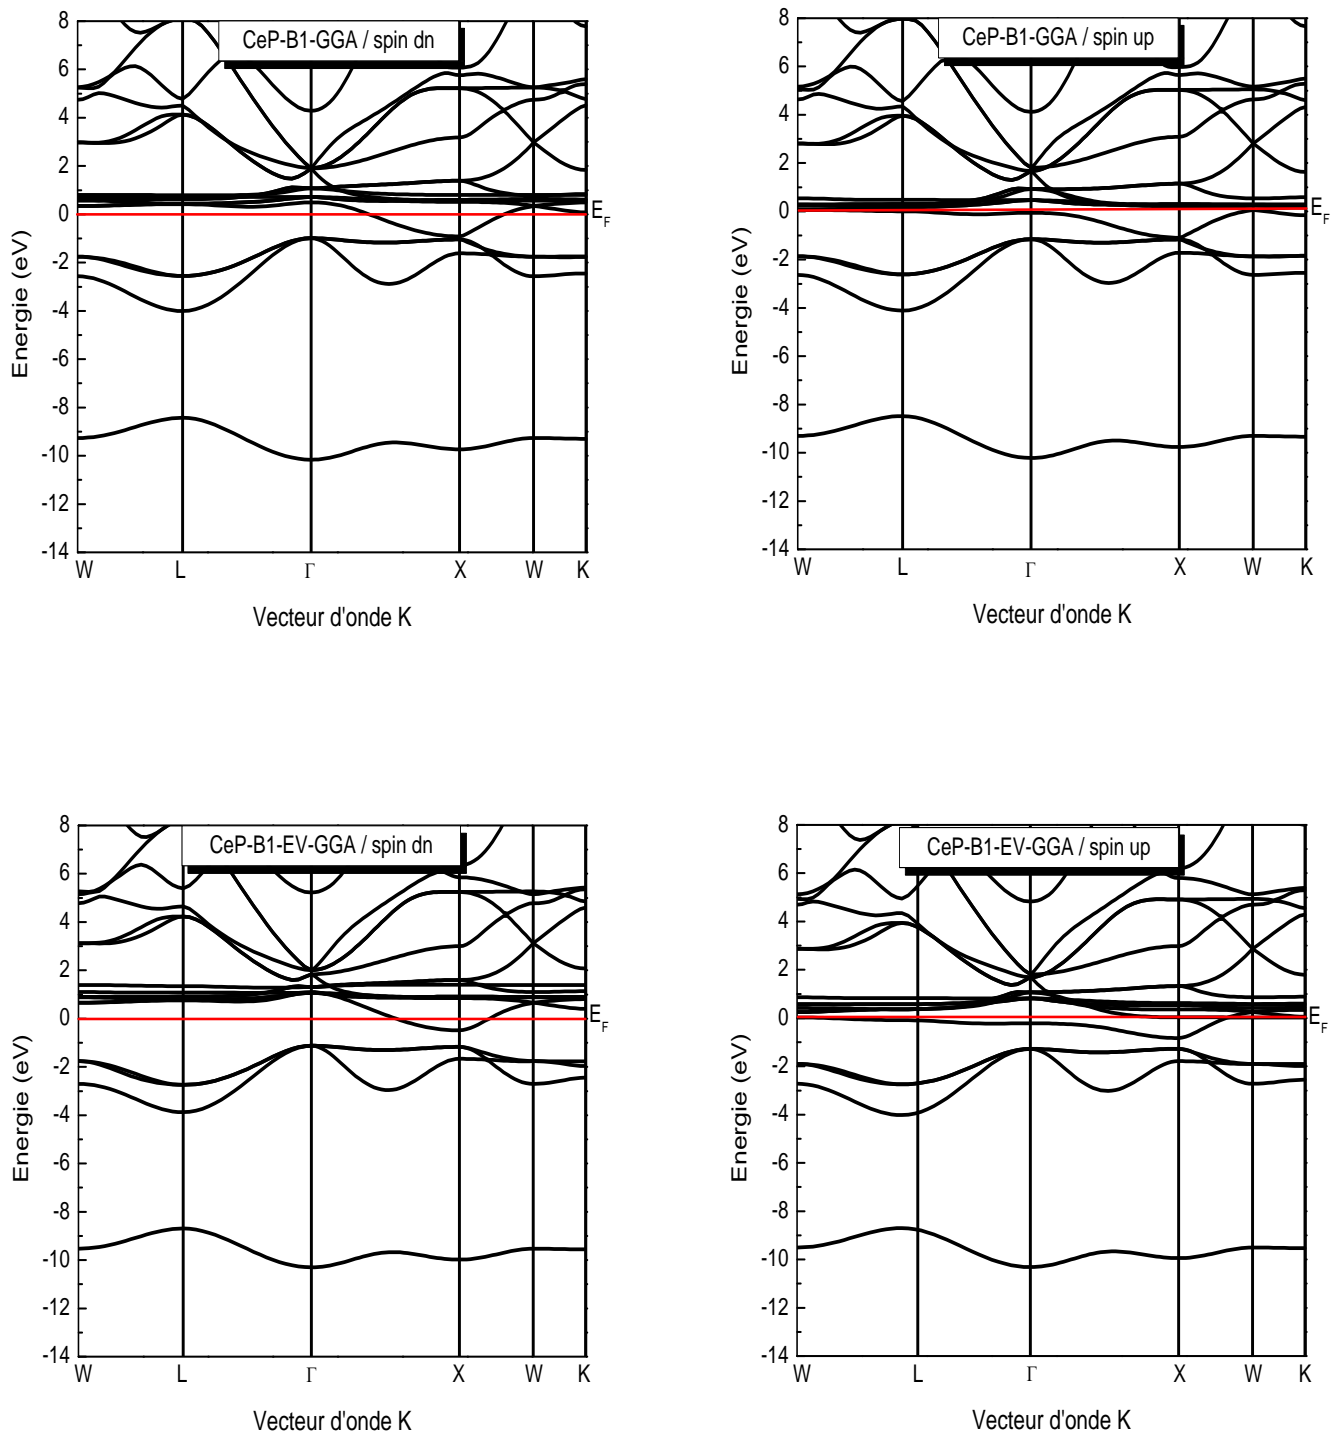 CeP-B1-GGA / spin dn
8
6
4
2
0
-2
-4
-6
-8
-10
-12
-14
Energie (eV)
E_F
W L Γ X W K
Vecteur d'onde K
CeP-B1-GGA / spin up
8
6
4
2
0
-2
-4
-6
-8
-10
-12
-14
Energie (eV)
E_F
W L Γ X W K
Vecteur d'onde K
CeP-B1-EV-GGA / spin dn
8
6
4
2
0
-2
-4
-6
-8
-10
-12
-14
Energie (eV)
E_F
W L Γ X W K
Vecteur d'onde K
CeP-B1-EV-GGA / spin up
8
6
4
2
0
-2
-4
-6
-8
-10
-12
-14
Energie (eV)
E_F
W L Γ X W K
Vecteur d'onde K